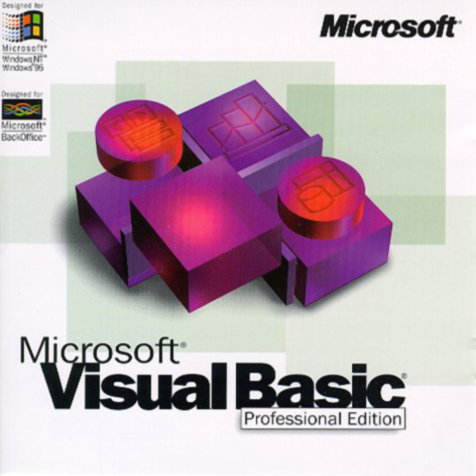 Designed for
Microsoft®
Windows NT®
Windows®95
Microsoft®
Designed for
Microsoft®
BackOffice™
Microsoft®
Visual Basic®
Professional Edition